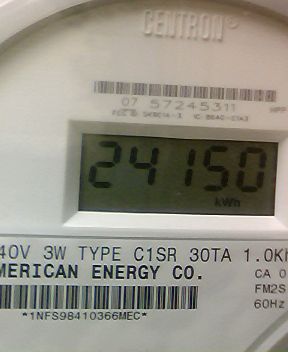 CENTRON®
07 57245311
24150
kWh
40V 3W TYPE C1SR 30TA 1.0Kh
MERICAN ENERGY CO.
CA 0
FM2S
60Hz
*1NFS98410366MEC*